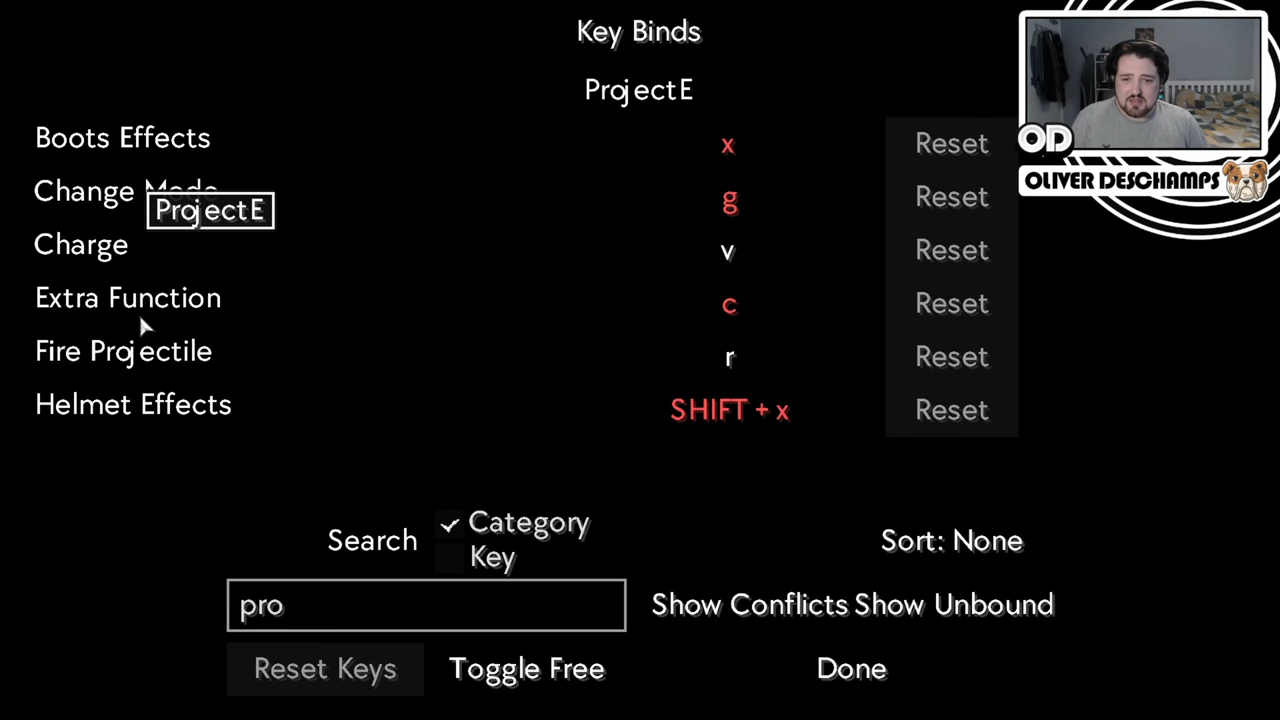 Key Binds
ProjectE
Boots Effects x Reset
Change Mode g Reset
ProjectE
Charge v Reset
Extra Function c Reset
Fire Projectile r Reset
Helmet Effects SHIFT + x Reset
Search Category Sort: None
Key
pro Show Conflicts Show Unbound
Reset Keys Toggle Free Done
OD
OLIVER DESCHAMPS